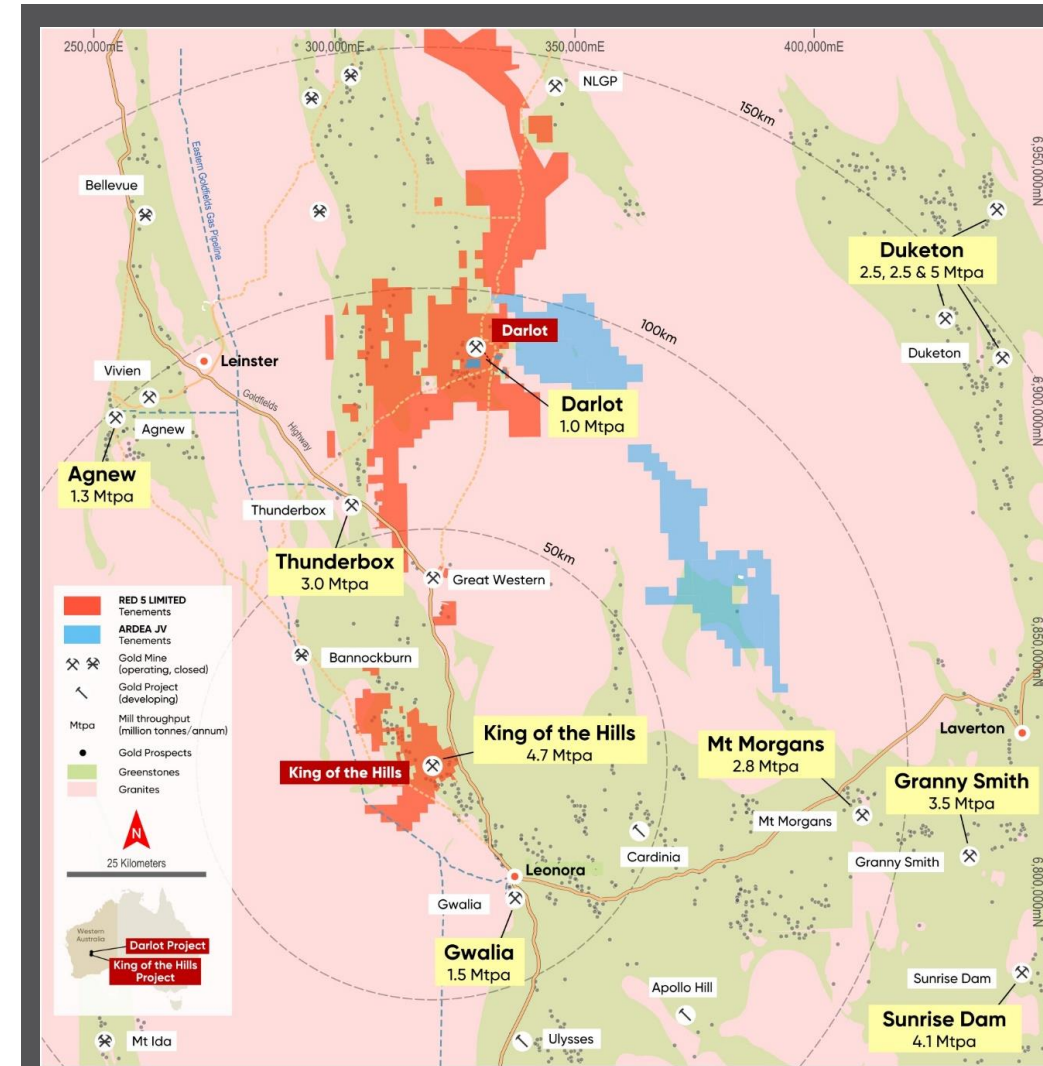 250,000mE
300,000mE
350,000mE
400,000mE
NLGP
150km
6,950,000mN
Bellevue
Eastern Goldfields Gas Pipeline
Duketon
2.5, 2.5 & 5 Mtpa
Darlot
100km
Duketon
Leinster
Vivien
Goldfields
Highway
Darlot
1.0 Mtpa
6,900,000mN
Agnew
Agnew
1.3 Mtpa
Thunderbox
Thunderbox
3.0 Mtpa
50km
Great Western
RED 5 LIMITED
Tenements
ARDEA JV
Tenements
Gold Mine
(operating, closed)
Gold Project
(developing)
Mtpa
Mill throughput
(million tonnes/annum)
Gold Prospects
Greenstones
Granites
N
25 Kilometers
Western
Australia
Darlot Project
King of the Hills
Project
Bannockburn
6,850,000mN
King of the Hills
4.7 Mtpa
King of the Hills
Laverton
Mt Morgans
2.8 Mtpa
Granny Smith
3.5 Mtpa
Mt Morgans
Cardinia
Granny Smith
Leonora
6,800,000mN
Gwalia
Gwalia
1.5 Mtpa
Sunrise Dam
Apollo Hill
Sunrise Dam
4.1 Mtpa
Mt Ida
Ulysses